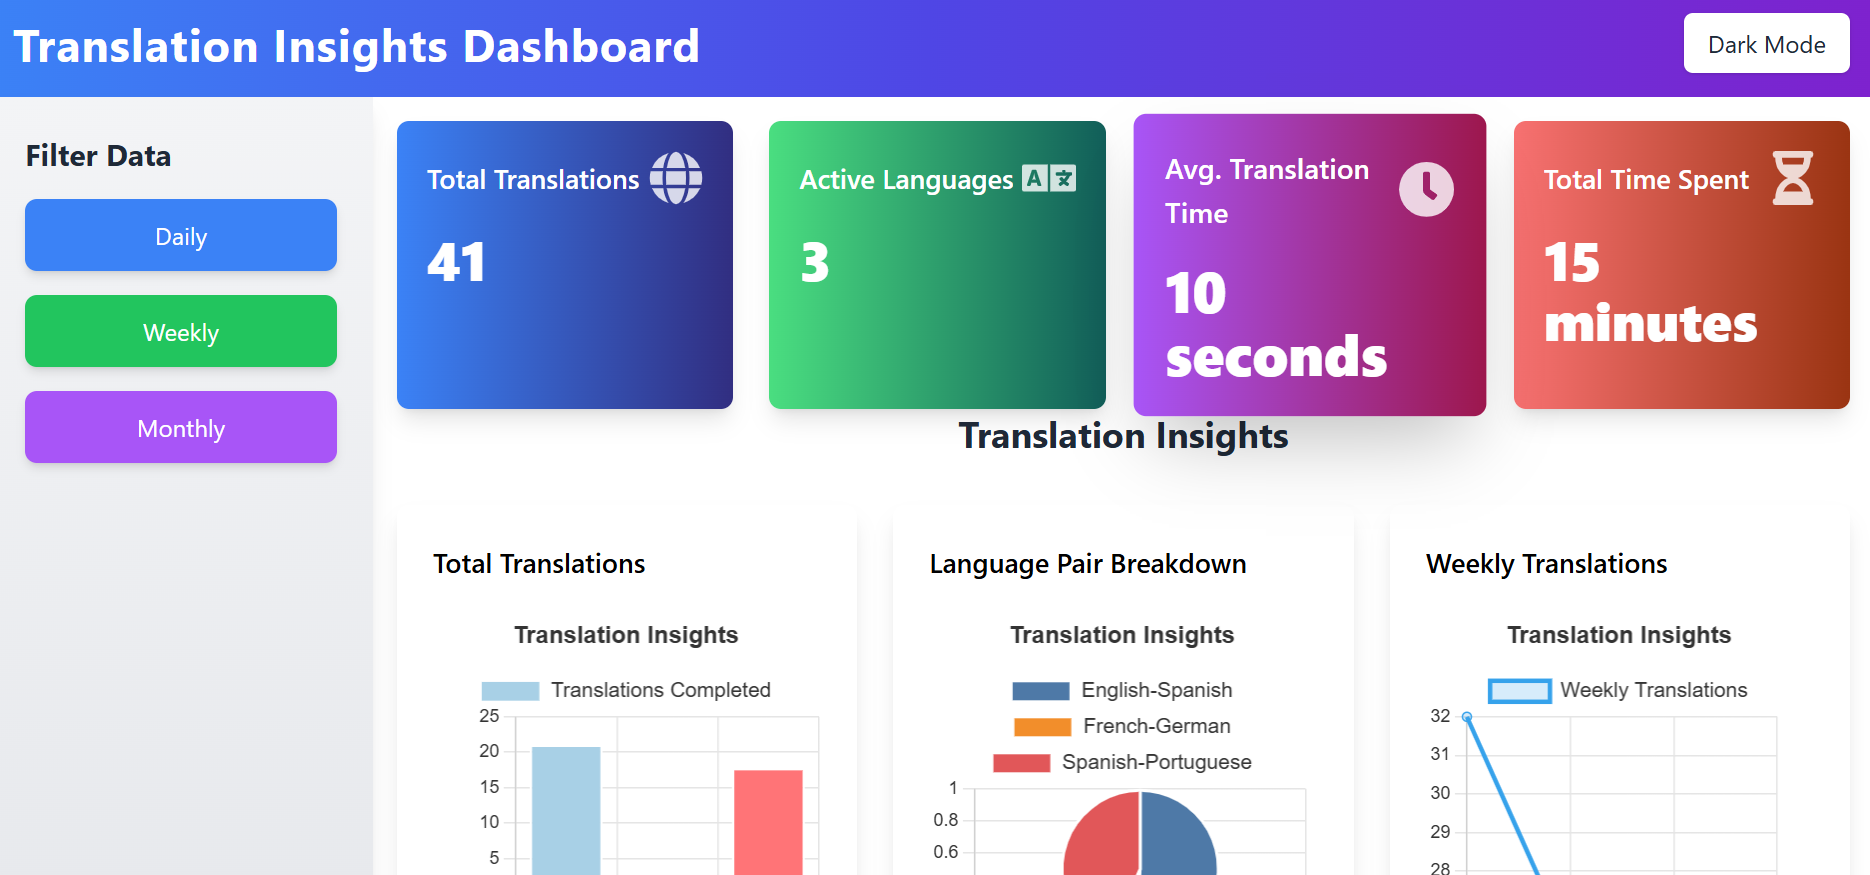 Translation Insights Dashboard
Dark Mode
Filter Data
Daily
Weekly
Monthly
Total Translations
41
Active Languages
A
3
Avg. Translation
Time
10
seconds
Total Time Spent
15
minutes
Translation Insights
Total Translations
Translation Insights
Translations Completed
25
20
15
10
5
Language Pair Breakdown
Translation Insights
English-Spanish
French-German
Spanish-Portuguese
1
0.8
0.6
Weekly Translations
Translation Insights
Weekly Translations
32
31
30
29
28